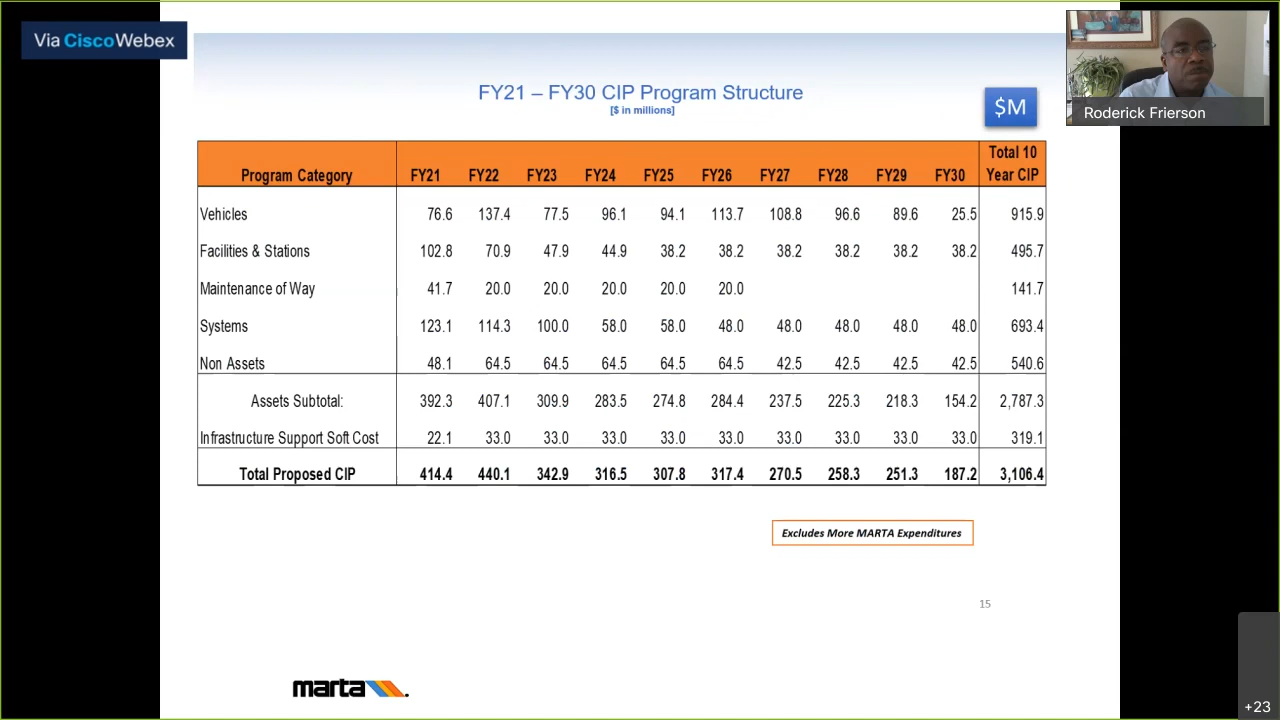 Via Cisco Webex
Roderick Frierson
FY21 – FY30 CIP Program Structure
[$ in millions]
$M
Program Category FY21 FY22 FY23 FY24 FY25 FY26 FY27 FY28 FY29 FY30 Total 10 Year CIP
Vehicles 76.6 137.4 77.5 96.1 94.1 113.7 108.8 96.6 89.6 25.5 915.9
Facilities & Stations 102.8 70.9 47.9 44.9 38.2 38.2 38.2 38.2 38.2 38.2 495.7
Maintenance of Way 41.7 20.0 20.0 20.0 20.0 20.0 141.7
Systems 123.1 114.3 100.0 58.0 58.0 48.0 48.0 48.0 48.0 48.0 693.4
Non Assets 48.1 64.5 64.5 64.5 64.5 64.5 42.5 42.5 42.5 42.5 540.6
Assets Subtotal: 392.3 407.1 309.9 283.5 274.8 284.4 237.5 225.3 218.3 154.2 2,787.3
Infrastructure Support Soft Cost 22.1 33.0 33.0 33.0 33.0 33.0 33.0 33.0 33.0 33.0 319.1
Total Proposed CIP 414.4 440.1 342.9 316.5 307.8 317.4 270.5 258.3 251.3 187.2 3,106.4
Excludes More MARTA Expenditures
15
marta
+23